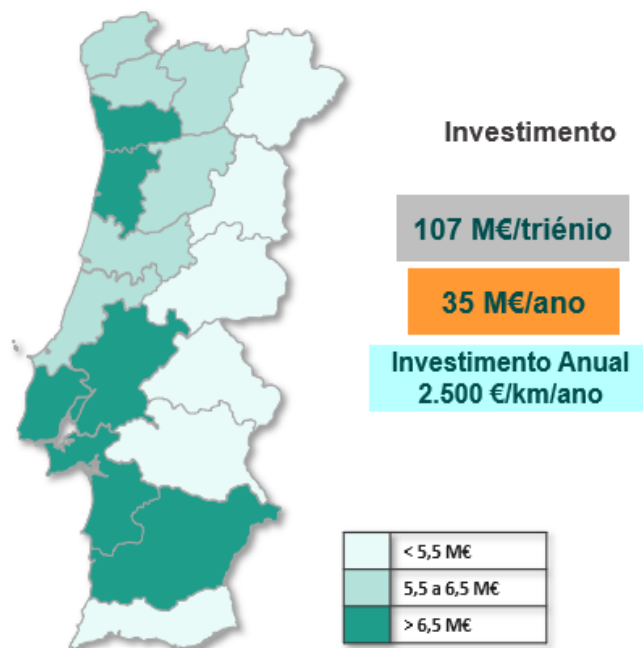 Investimento
107 M€/triénio
35 M€/ano
Investimento Anual
2.500 €/km/ano
< 5,5 M€
5,5 a 6,5 M€
> 6,5 M€